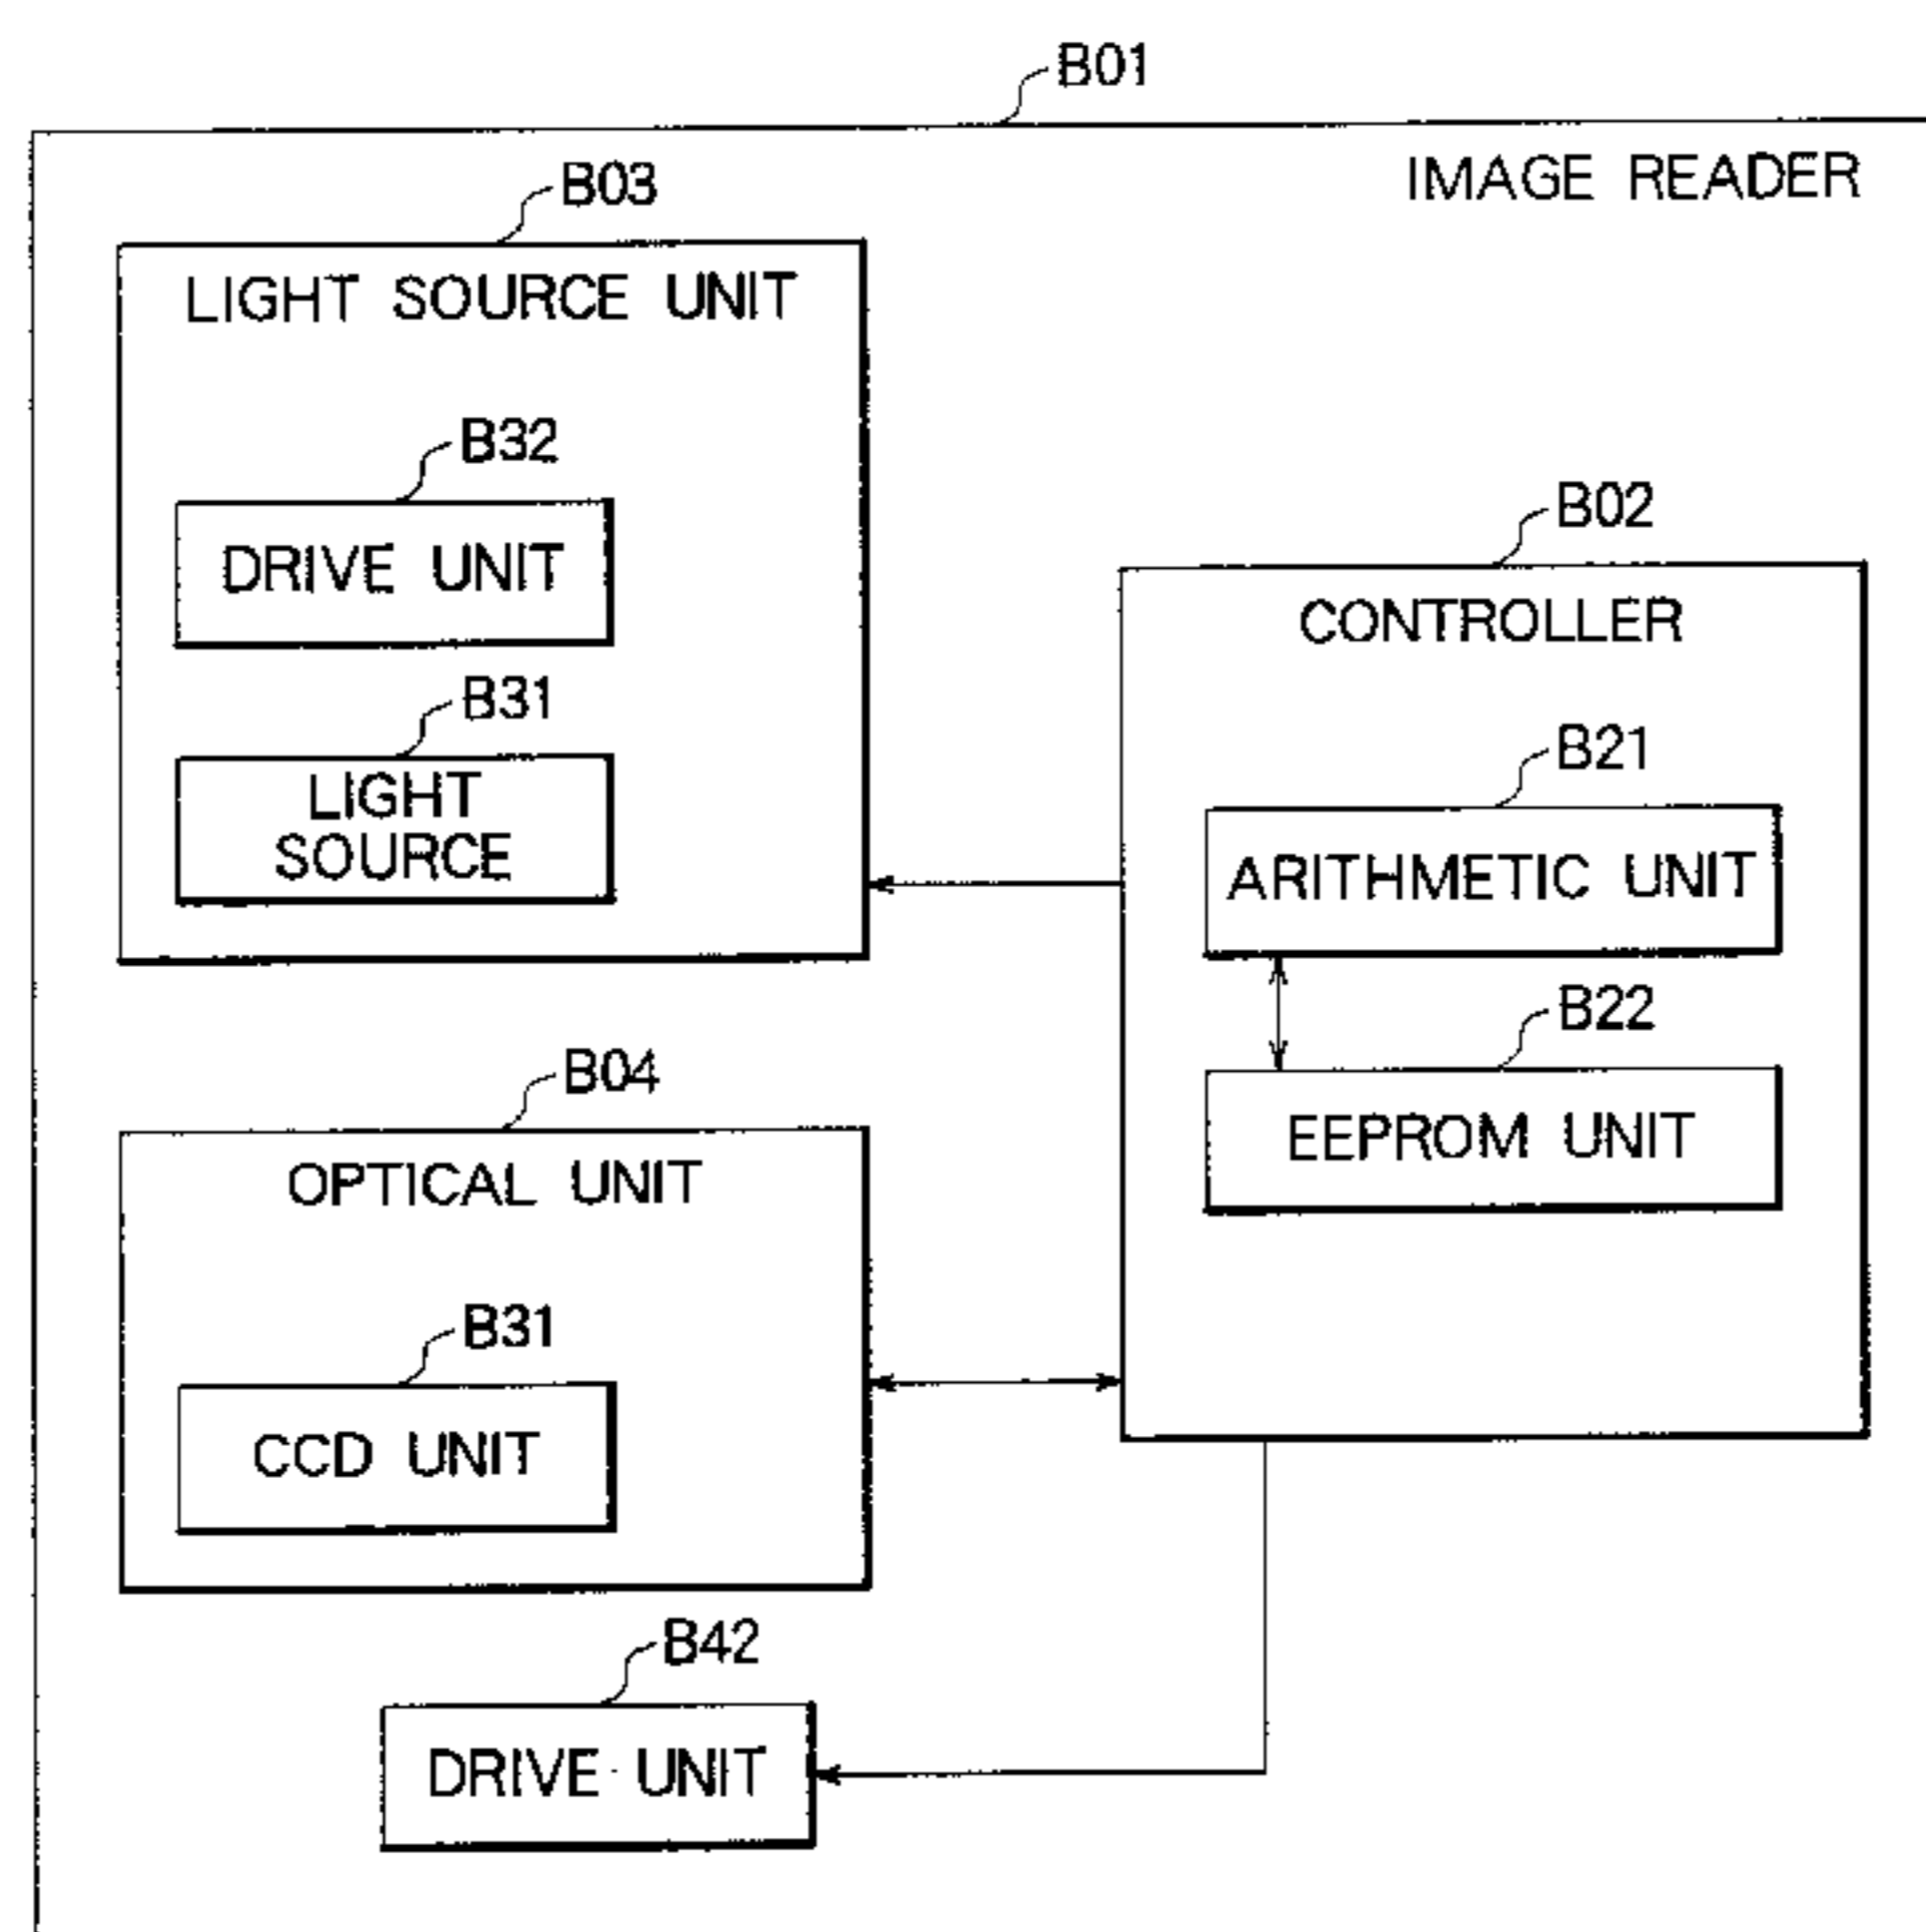 B01
IMAGE READER
B03
LIGHT SOURCE UNIT
B32
DRIVE UNIT
B31
LIGHT
SOURCE
B02
CONTROLLER
B21
ARITHMETIC UNIT
B22
EEPROM UNIT
B04
OPTICAL UNIT
B31
CCD UNIT
B42
DRIVE UNIT